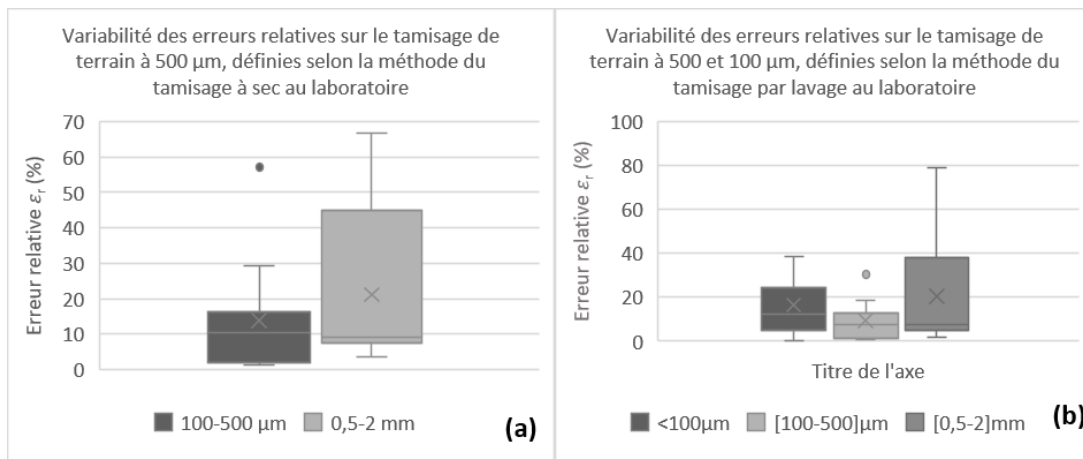 Variabilité des erreurs relatives sur le tamisage de
terrain à 500 µm, définies selon la méthode du
tamisage à sec au laboratoire
Erreur relative εr (%)
70
60
50
40
30
20
10
0
100-500 µm
0,5-2 mm
(a)
Variabilité des erreurs relatives sur le tamisage de
terrain à 500 et 100 µm, définies selon la méthode du
tamisage par lavage au laboratoire
Erreur relative εr (%)
100
80
60
40
20
0
Titre de l'axe
<100µm
[100-500]µm
[0,5-2]mm
(b)